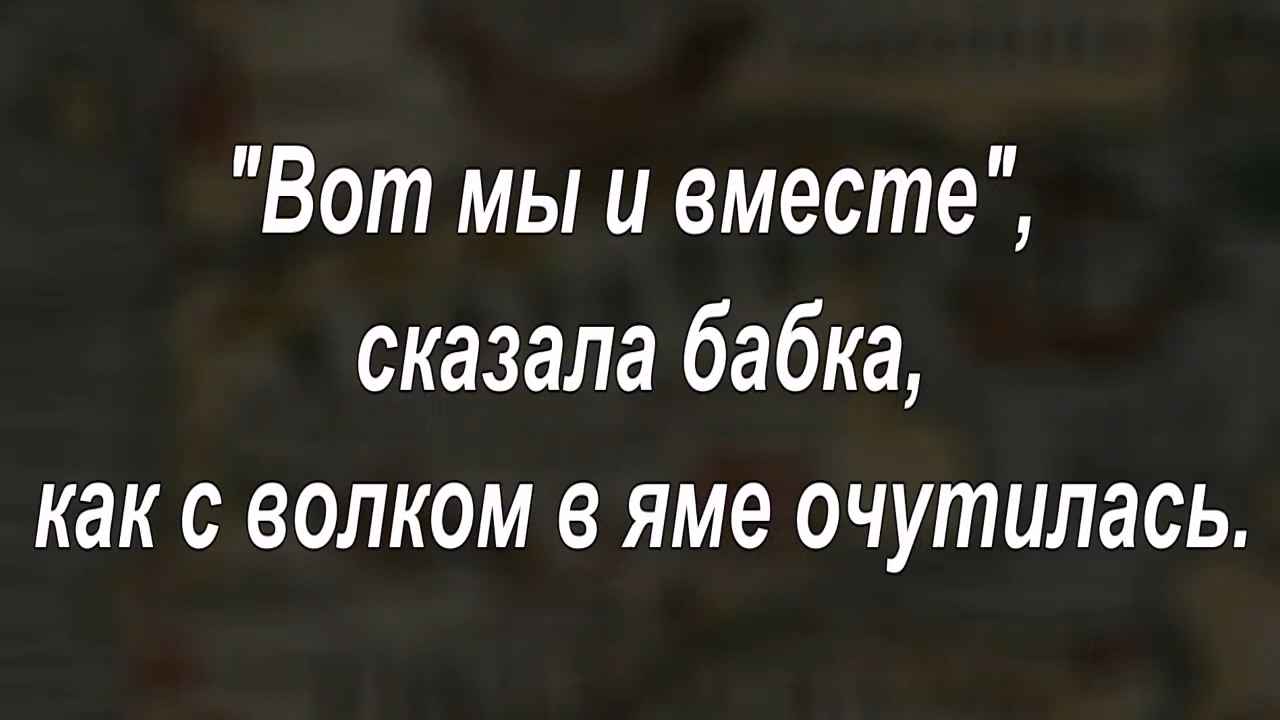 "Вот мы и вместе",
сказала бабка,
как с волком в яме очутилась.